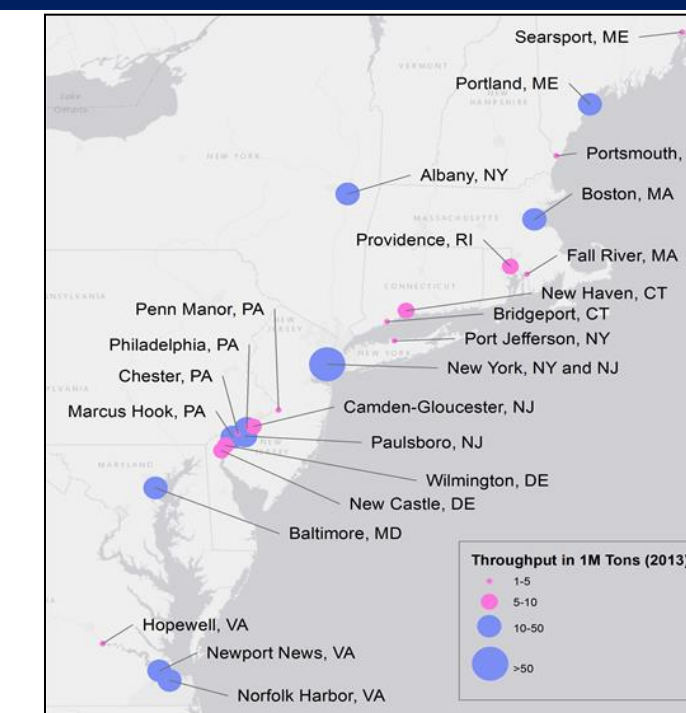 Searsport, ME
VERMONT
Portland, ME
NEW
HAMPSHIRE
Lake
Ontario
Portsmouth,
NEW YORK
Albany, NY
Boston, MA
MASSACHUSETTS
Providence, RI
Fall River, MA
CONNECTICUT
New Haven, CT
Penn Manor, PA
Bridgeport, CT
NEW
JERSEY
Port Jefferson, NY
Philadelphia, PA
NEW YORK
New York, NY and NJ
Chester, PA
Camden-Gloucester, NJ
Marcus Hook, PA
Paulsboro, NJ
NEW
JERSEY
MARYLAND
Wilmington, DE
New Castle, DE
Baltimore, MD
Throughput in 1M Tons (2013)
1-5
5-10
10-50
>50
Hopewell, VA
Newport News, VA
Norfolk Harbor, VA